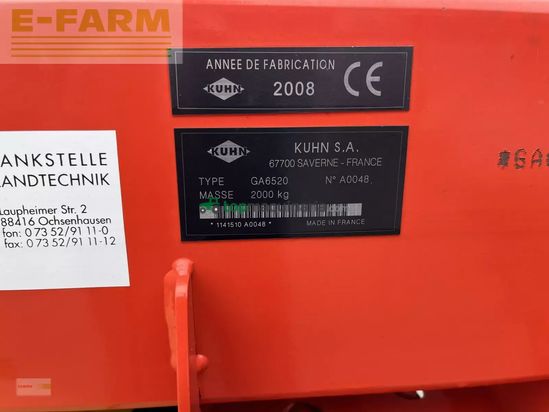 E-FARM
ANNEE DE FABRICATION
KUHN
2008
CE
KUHN
KUHN S.A.
67700 SAVERNE - FRANCE
TYPE GA6520 N° A0048
MASSE 2000 kg
* 1141510 A0048 *
MADE IN FRANCE
ANKSTELLE
LANDTECHNIK
Laupheimer Str. 2
88416 Ochsenhausen
fon: 0 73 52/91 11-0
fax: 0 73 52/91 11-12